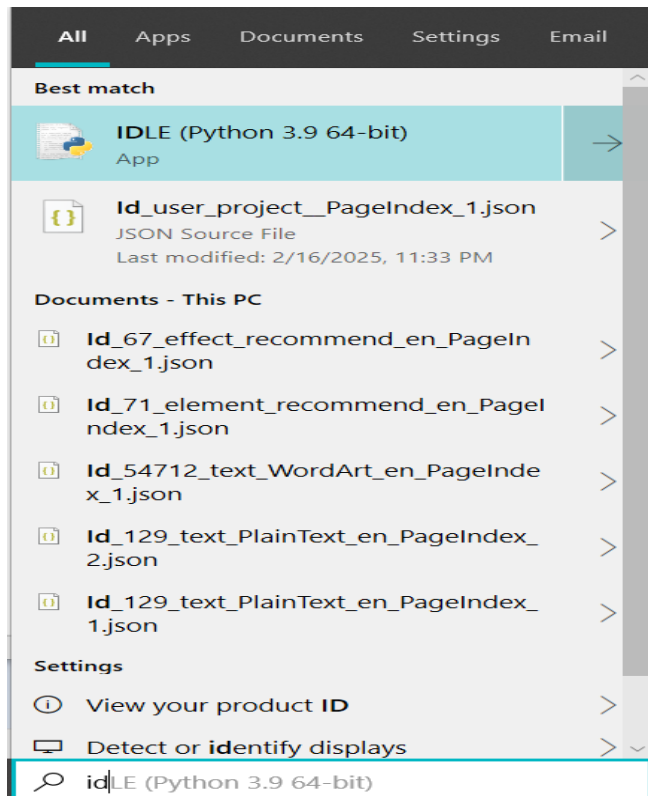 All Apps Documents Settings Email
Best match
IDLE (Python 3.9 64-bit)
App
Id_user_project__PageIndex_1.json
JSON Source File
Last modified: 2/16/2025, 11:33 PM
Documents - This PC
Id_67_effect_recommend_en_PageIn
dex_1.json
Id_71_element_recommend_en_PageI
ndex_1.json
Id_54712_text_WordArt_en_PageInde
x_1.json
Id_129_text_PlainText_en_PageIndex_
2.json
Id_129_text_PlainText_en_PageIndex_
1.json
Settings
View your product ID
Detect or identify displays
idLE (Python 3.9 64-bit)